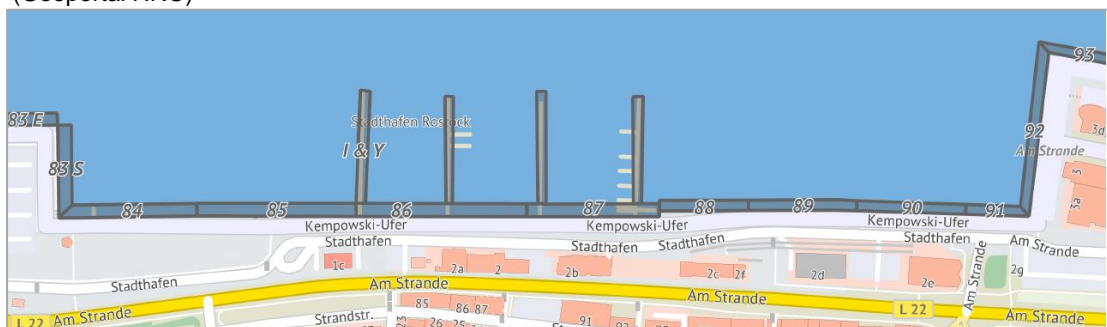 93
83 E
Stadthafen Rostock
3d
92
I & Y
Am Strande
83 S
3
84
85
86
87
88
89
90
91
3a
Kempowski-Ufer
Kempowski-Ufer
Kempowski-Ufer
Stadthafen
Stadthafen
Stadthafen
Stadthafen
Am Strande
1c
2a
2
2b
2c
2f
2d
2e
2g
Stadthafen
Am Strande
Am Strande
Am Strande
85
86
87
L 22
Am Strande
Strandstr.
23
26
25
91
L 22
Am Strande